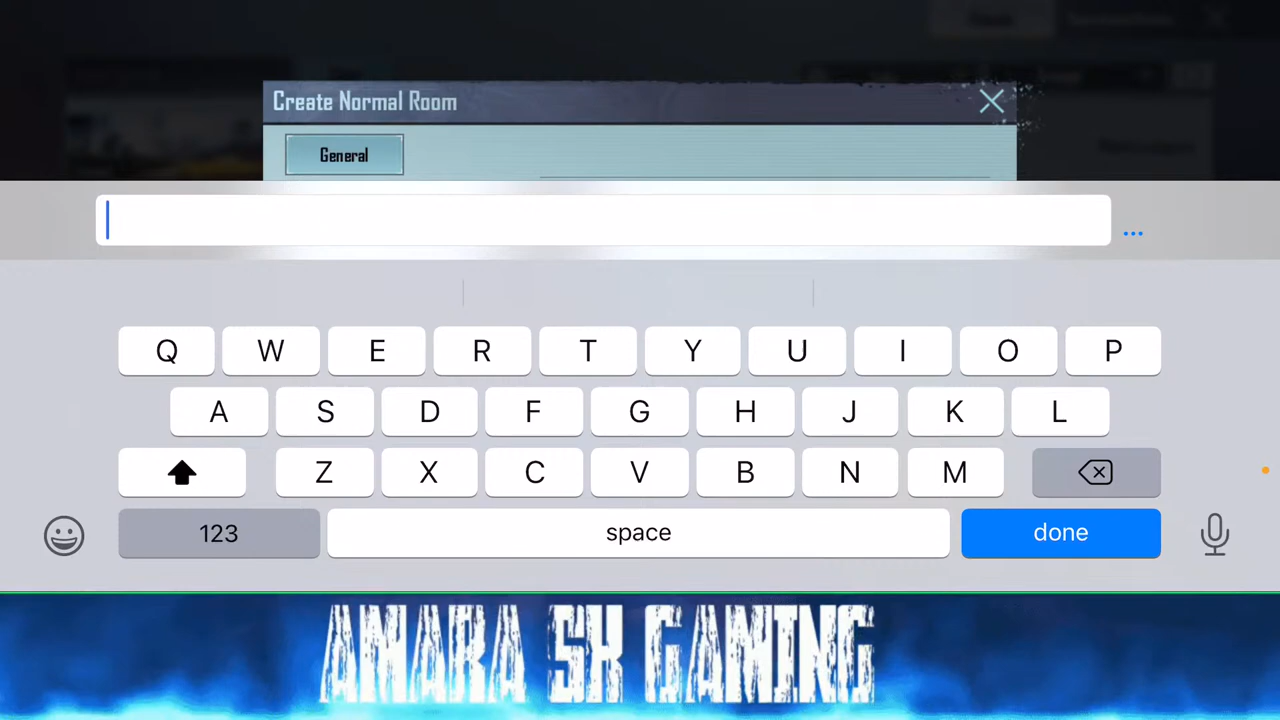 Create Normal Room
General
...
Q W E R T Y U I O P
A S D F G H J K L
Z X C V B N M
123 space done
AMARA SK GAMING